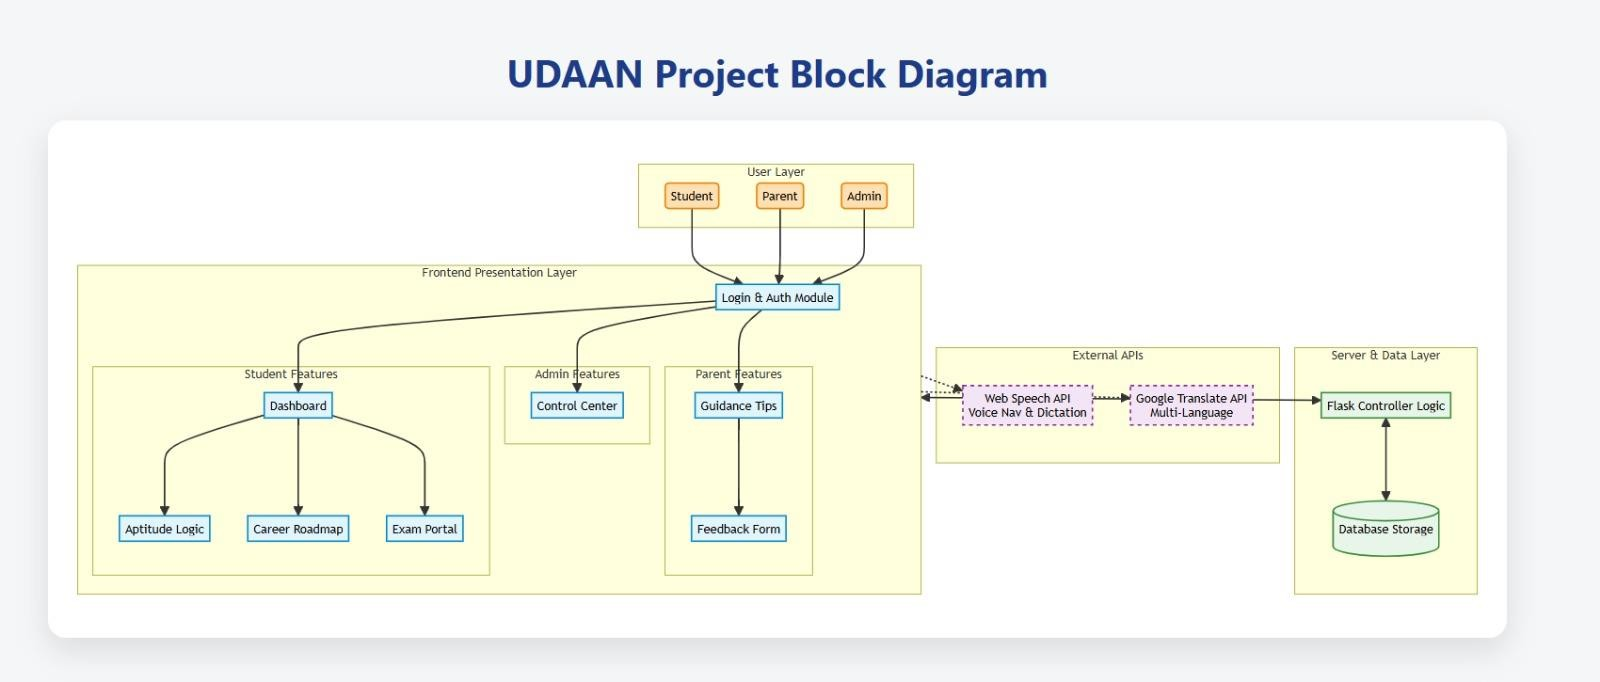 UDAAN Project Block Diagram
User Layer
Student
Parent
Admin
Frontend Presentation Layer
Login & Auth Module
Student Features
Dashboard
Aptitude Logic
Career Roadmap
Exam Portal
Admin Features
Control Center
Parent Features
Guidance Tips
Feedback Form
External APIs
Web Speech API
Voice Nav & Dictation
Google Translate API
Multi-Language
Server & Data Layer
Flask Controller Logic
Database Storage